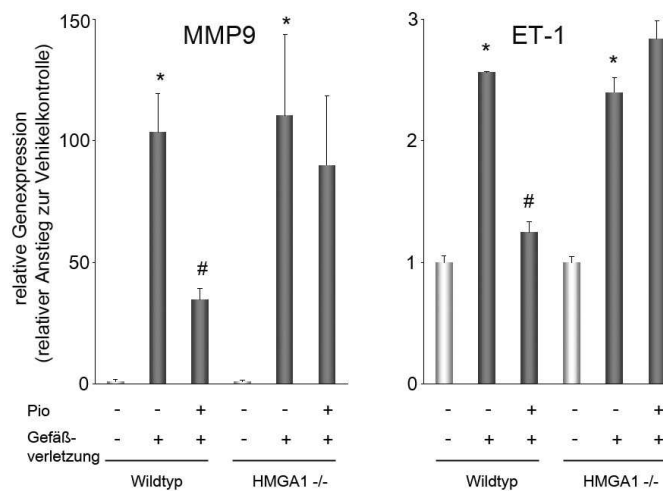 relative Genexpression
(relativer Anstieg zur Vehikelkontrolle)
MMP9
150
100
50
0
*
#
*
ET-1
3
2
1
0
*
#
*
Pio - - + - - + - - + - - +
Gefäß-
verletzung - + + - + + - + + - + +
Wildtyp HMGA1 -/- Wildtyp HMGA1 -/-